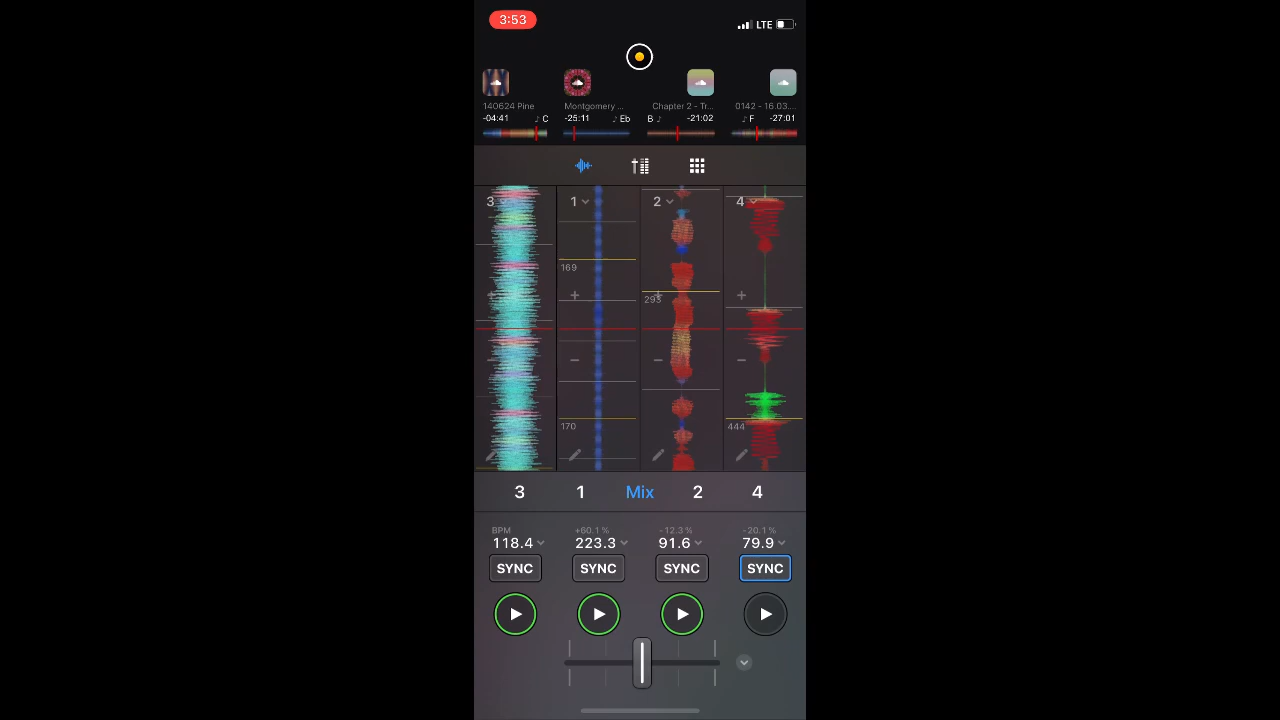 3:53
LTE
140624 Pine
Montgomery ...
Chapter 2 - Tr...
0142 - 16.03....
-04:41 ♪ C
-25:11 ♪ Eb
B ♪ -21:02
♪ F -27:01
3
1
2
4
169
293
170
444
3 1 Mix 2 4
BPM
+60.1 %
-12.3 %
-20.1 %
118.4
223.3
91.6
79.9
SYNC SYNC SYNC SYNC